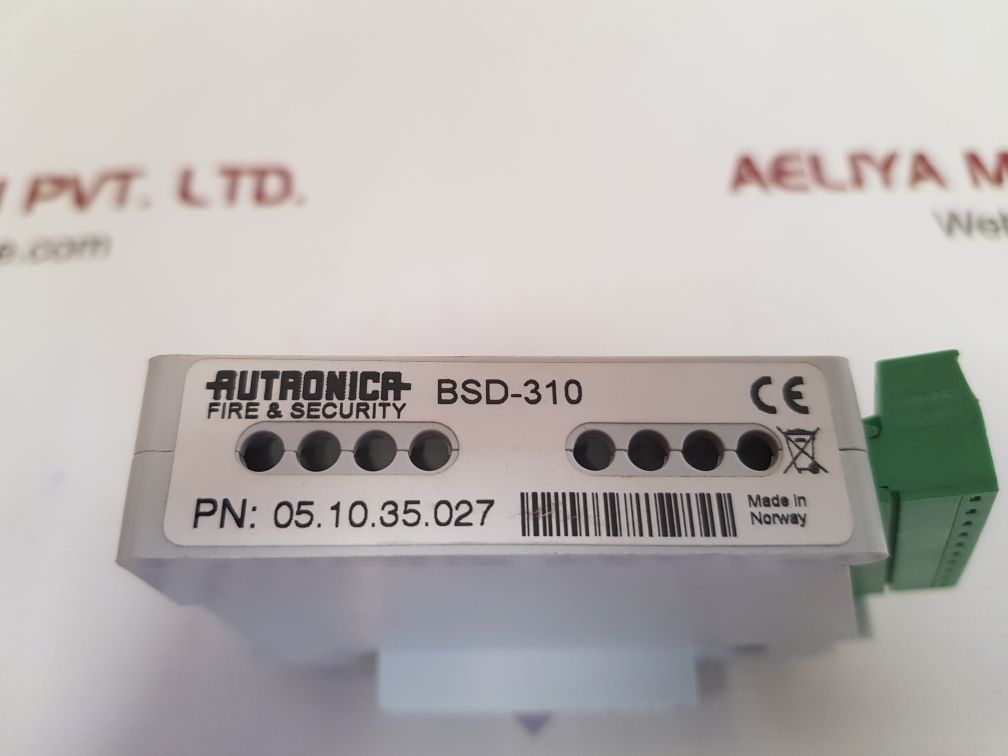 I PVT. LTD.
AELIYA M
e.com
Web
AUTRONICA
FIRE & SECURITY
BSD-310
CE
PN: 05.10.35.027
Made in
Norway